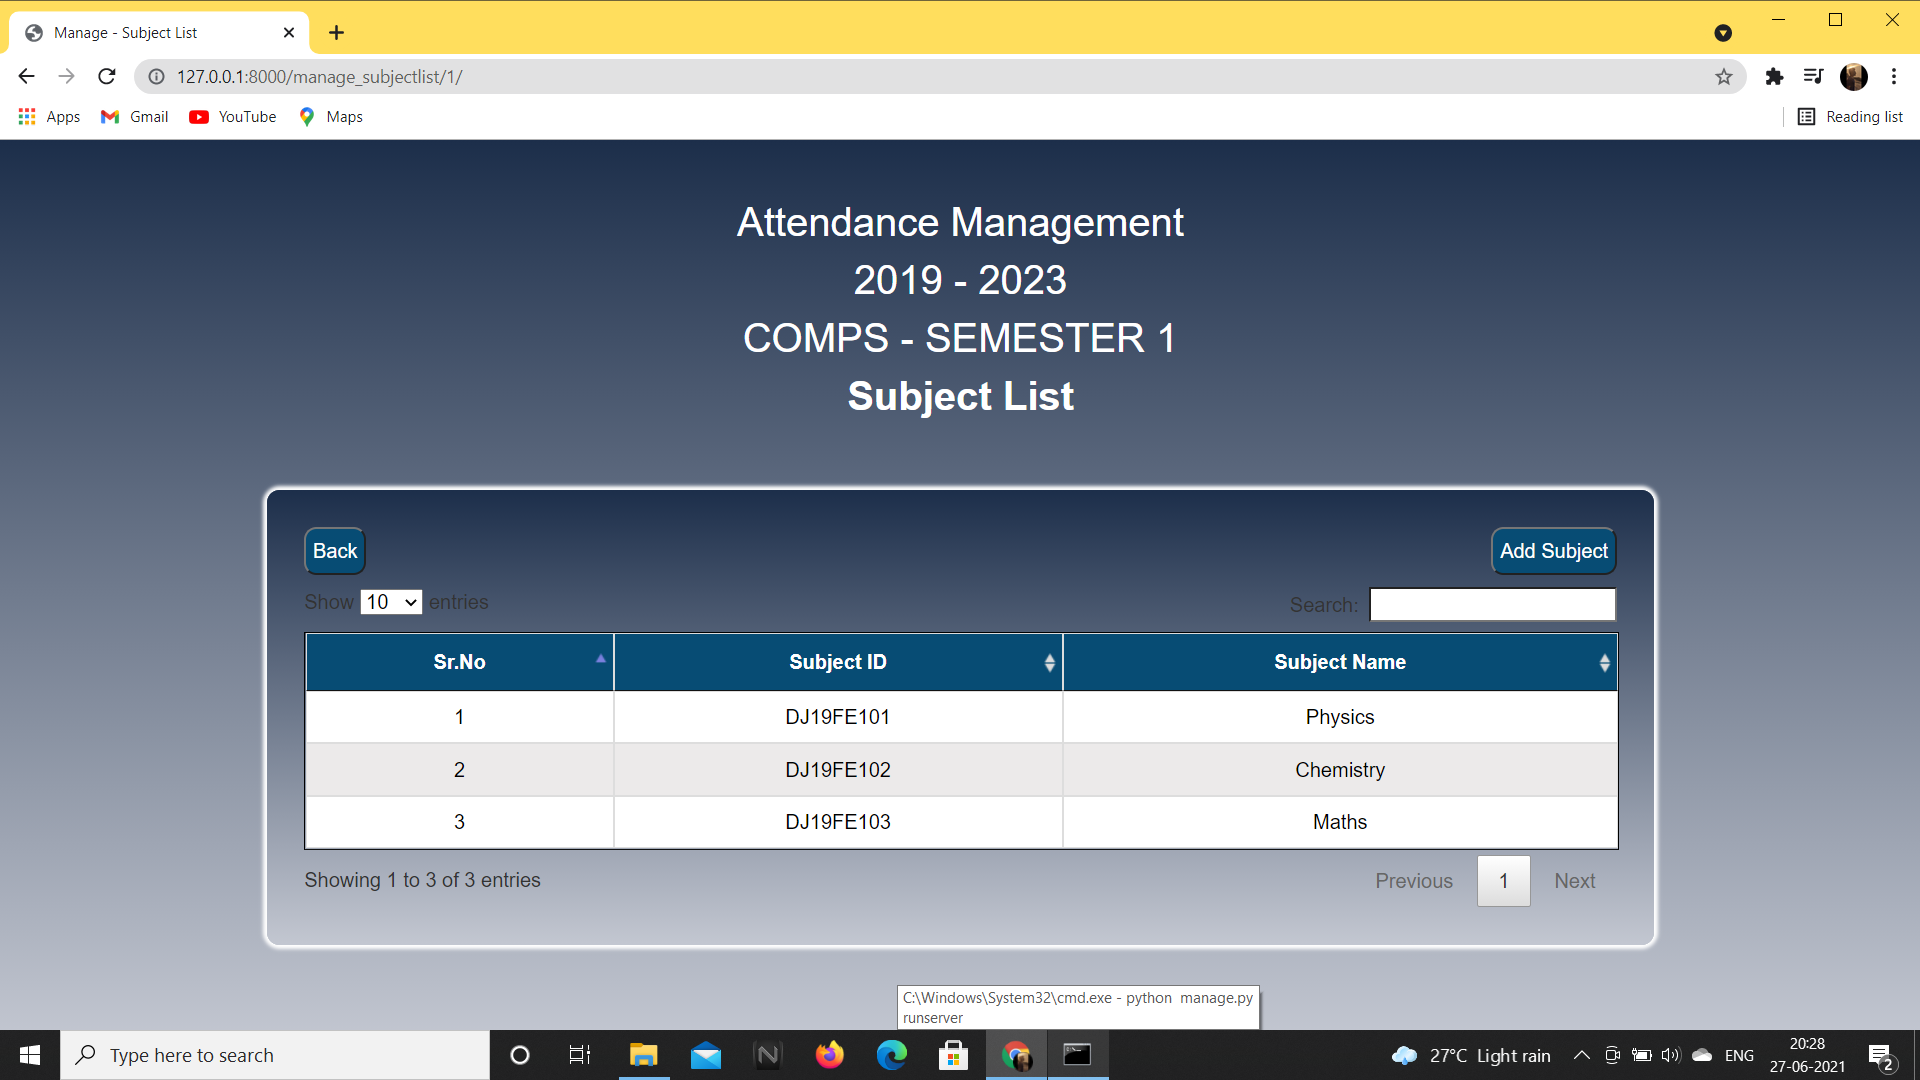 Manage - Subject List
127.0.0.1:8000/manage_subjectlist/1/
Apps Gmail YouTube Maps Reading list
Attendance Management
2019 - 2023
COMPS - SEMESTER 1
Subject List
Back Add Subject
Show 10 entries Search:
Sr.No Subject ID Subject Name
1 DJ19FE101 Physics
2 DJ19FE102 Chemistry
3 DJ19FE103 Maths
Showing 1 to 3 of 3 entries Previous 1 Next
C:\Windows\System32\cmd.exe - python manage.py
runserver
Type here to search
27°C Light rain
ENG
20:28
27-06-2021
2